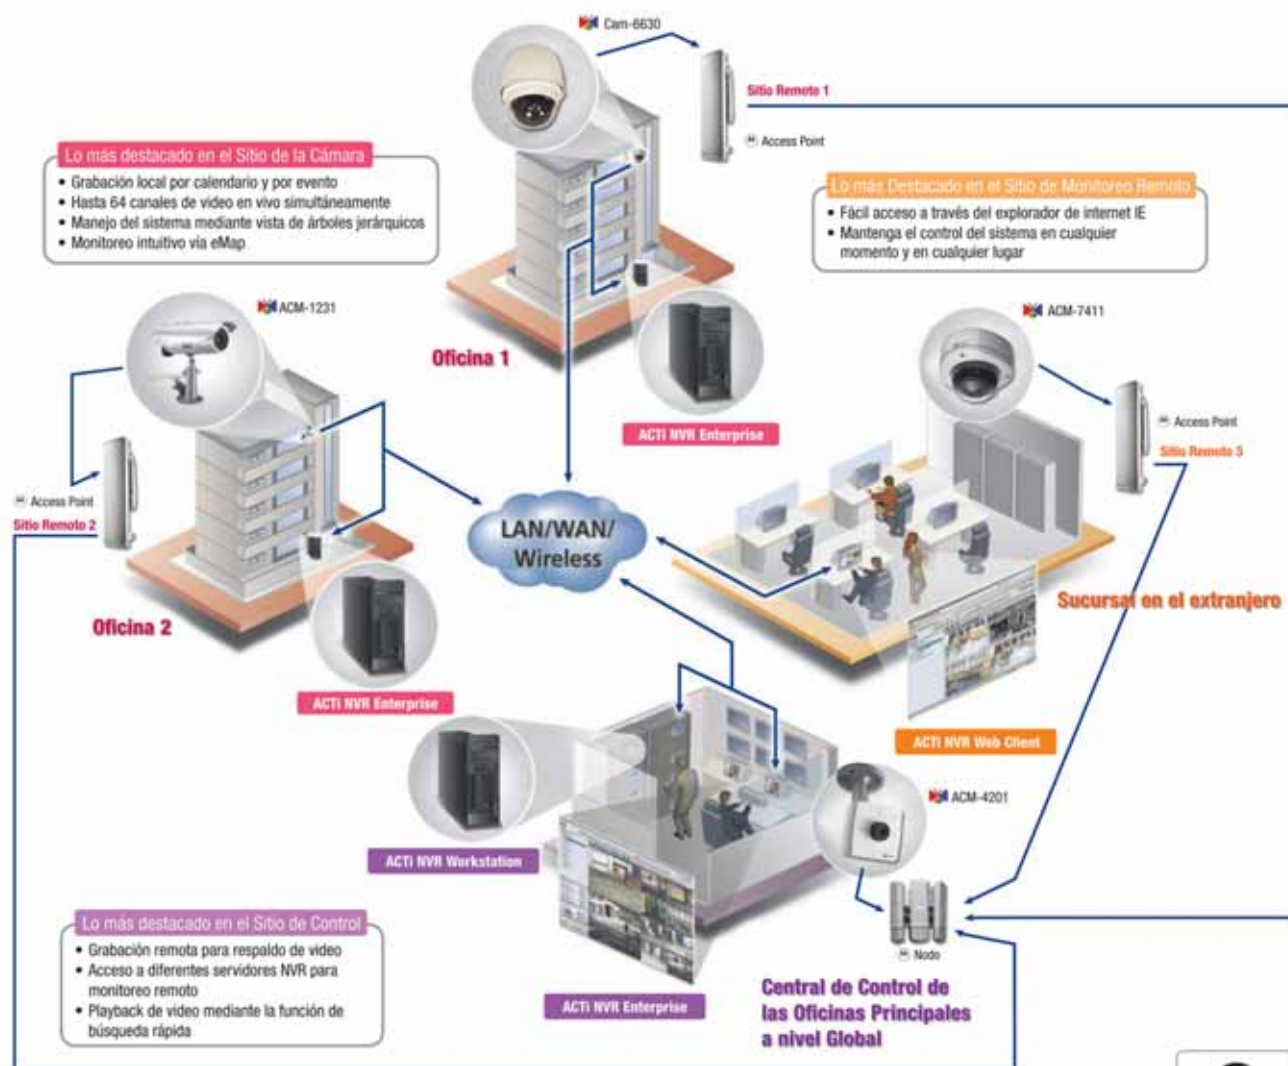 Cam-6630
Sitio Remoto 1
Access Point
Lo más destacado en el Sitio de la Cámara
• Grabación local por calendario y por evento
• Hasta 64 canales de video en vivo simultáneamente
• Manejo del sistema mediante vista de árboles jerárquicos
• Monitoreo intuitivo vía eMap
Lo más Destacado en el Sitio de Monitoreo Remoto
• Fácil acceso a través del explorador de internet IE
• Mantenga el control del sistema en cualquier
momento y en cualquier lugar
ACM-1231
Oficina 1
ACTi NVR Enterprise
ACM-7411
Access Point
Sitio Remoto 3
Access Point
Sitio Remoto 2
LAN/WAN/
Wireless
Oficina 2
ACTi NVR Enterprise
Sucursal en el extranjero
ACTi NVR Web Client
ACM-4201
ACTi NVR Workstation
Lo más destacado en el Sitio de Control
• Grabación remota para respaldo de video
• Acceso a diferentes servidores NVR para
monitoreo remoto
• Playback de video mediante la función de
búsqueda rápida
Nodo
ACTi NVR Enterprise
Central de Control de
las Oficinas Principales
a nivel Global